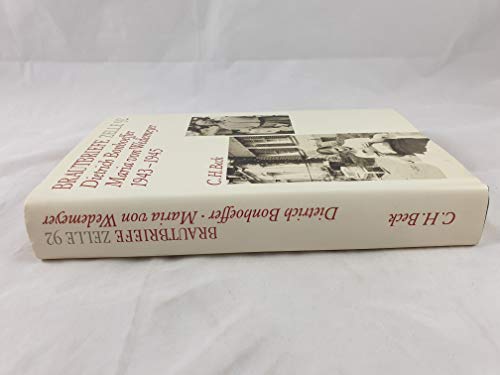 BRAUTBRIEFE ZELLE 92
Dietrich Bonhoeffer
Maria von Wedemeyer
1943–1945
C.H.Beck
BRAUTBRIEFE ZELLE 92
Dietrich Bonhoeffer · Maria von Wedemeyer
C.H.Beck